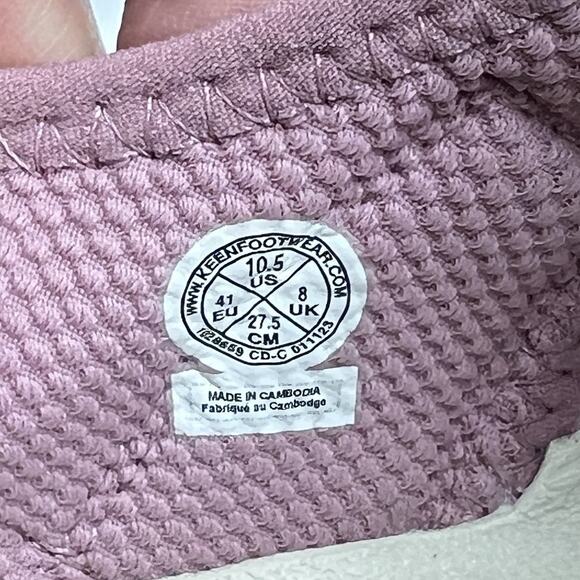 WWW.KEENFOOTWEAR.COM
10.5
US
41
EU
8
UK
27.5
CM
1028659 CD-C 011123
MADE IN CAMBODIA
Fabriqué au Cambodge